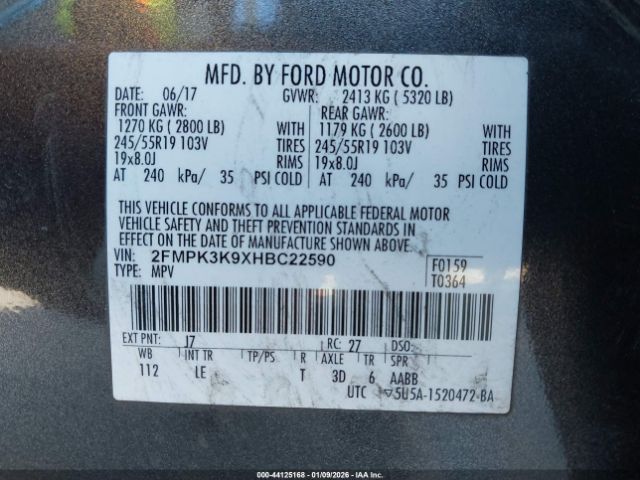 MFD. BY FORD MOTOR CO.
DATE: 06/17 GVWR: 2413 KG ( 5320 LB)
FRONT GAWR: REAR GAWR:
1270 KG ( 2800 LB) WITH 1179 KG ( 2600 LB) WITH
245/55R19 103V TIRES 245/55R19 103V TIRES
19x8.0J RIMS 19x8.0J RIMS
AT 240 kPa/ 35 PSI COLD AT 240 kPa/ 35 PSI COLD
THIS VEHICLE CONFORMS TO ALL APPLICABLE FEDERAL MOTOR
VEHICLE SAFETY AND THEFT PREVENTION STANDARDS IN
EFFECT ON THE DATE OF MANUFACTURE SHOWN ABOVE.
VIN: 2FMPK3K9XHBC22590 F0159
TYPE: MPV T0364
EXT PNT: J7 RC: 27 DSO:
WB INT TR TP/PS R AXLE TR SPR
112 LE T 3D 6 AABB
UTC 5U5A-1520472-BA
000-44125168 - 01/09/2026 - IAA Inc.